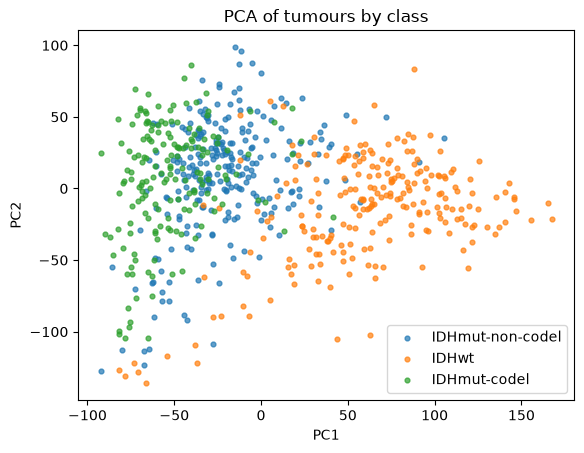 PCA of tumours by class
100
50
0
−50
−100
PC2
−100
−50
0
50
100
150
PC1
IDHmut-non-codel
IDHwt
IDHmut-codel